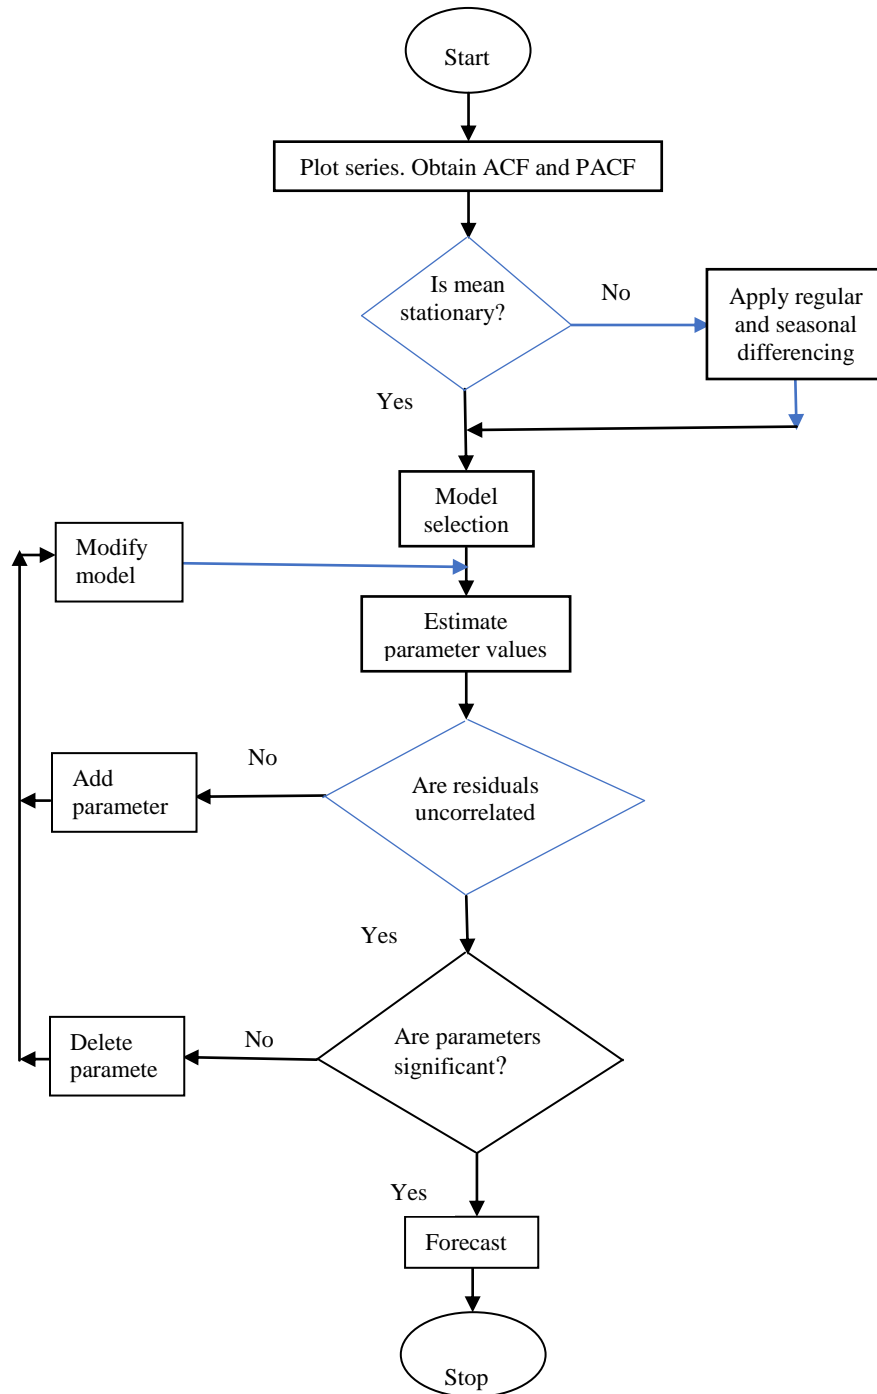 Start
Plot series. Obtain ACF and PACF
Is mean
stationary?
No
Apply regular
and seasonal
differencing
Yes
Model
selection
Modify
model
Estimate
parameter values
No
Add
parameter
Are residuals
uncorrelated
Yes
No
Delete
paramete
Are parameters
significant?
Yes
Forecast
Stop